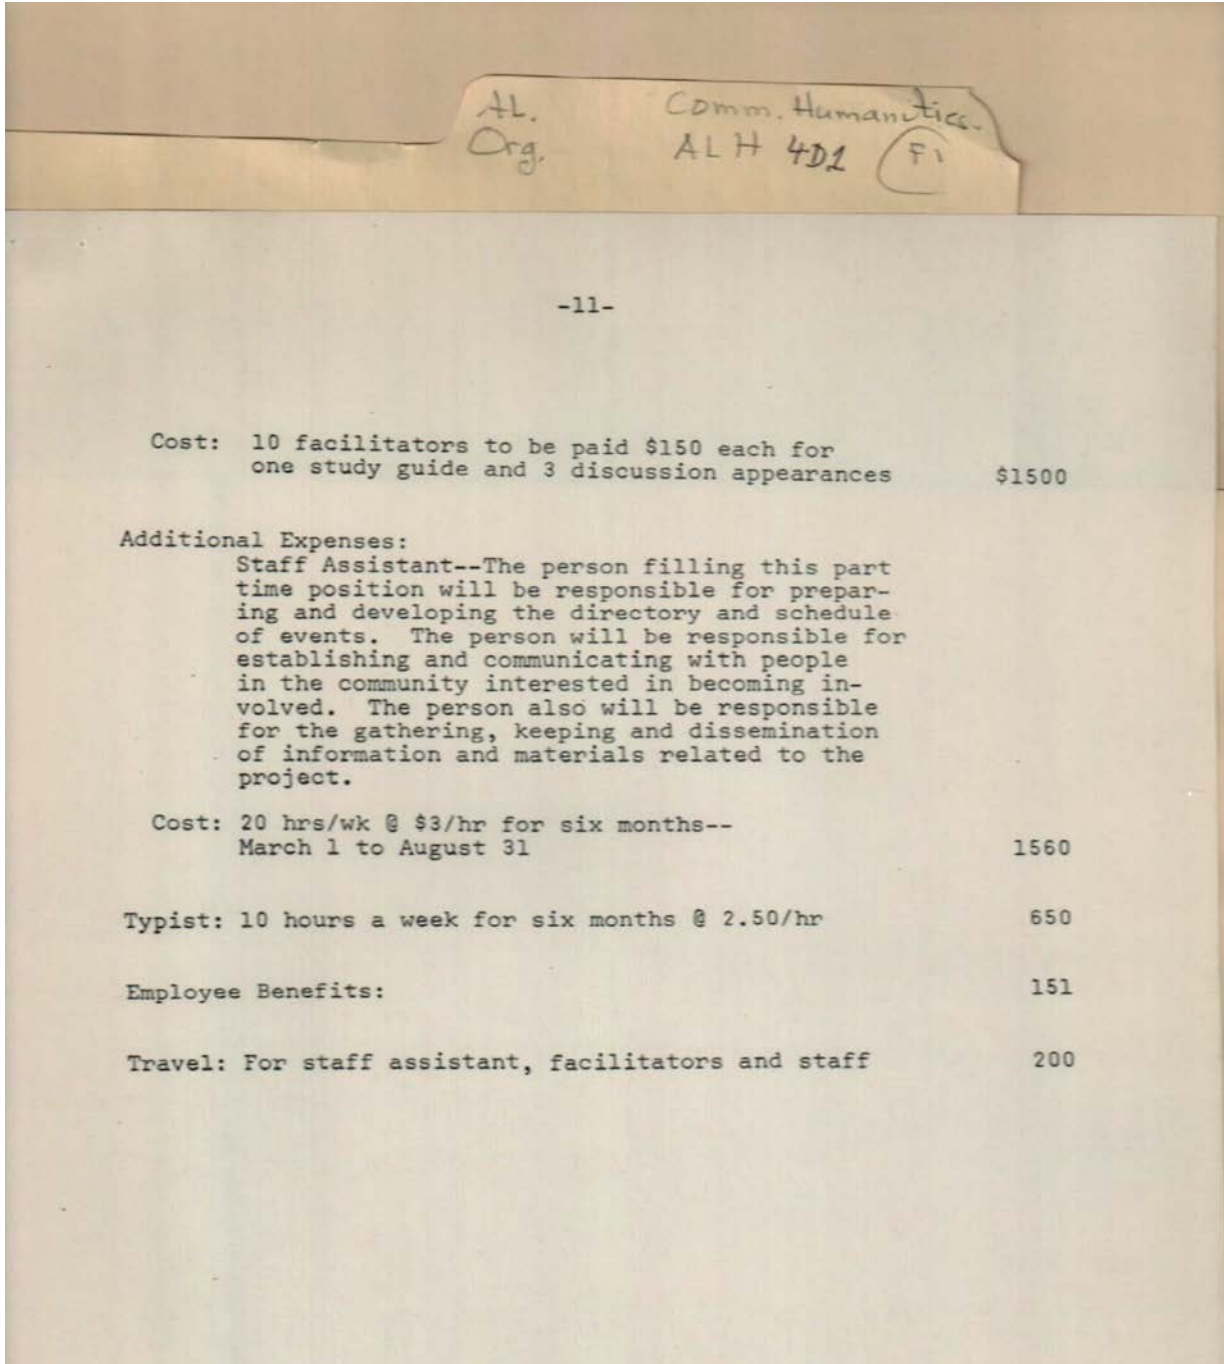 AL. Comm. Humanities.
Org. ALH 4D1 F1
-11-
Cost: 10 facilitators to be paid $150 each for
one study guide and 3 discussion appearances $1500
Additional Expenses:
Staff Assistant--The person filling this part
time position will be responsible for prepar-
ing and developing the directory and schedule
of events. The person will be responsible for
establishing and communicating with people
in the community interested in becoming in-
volved. The person also will be responsible
for the gathering, keeping and dissemination
of information and materials related to the
project.
Cost: 20 hrs/wk @ $3/hr for six months--
March 1 to August 31 1560
Typist: 10 hours a week for six months @ 2.50/hr 650
Employee Benefits: 151
Travel: For staff assistant, facilitators and staff 200